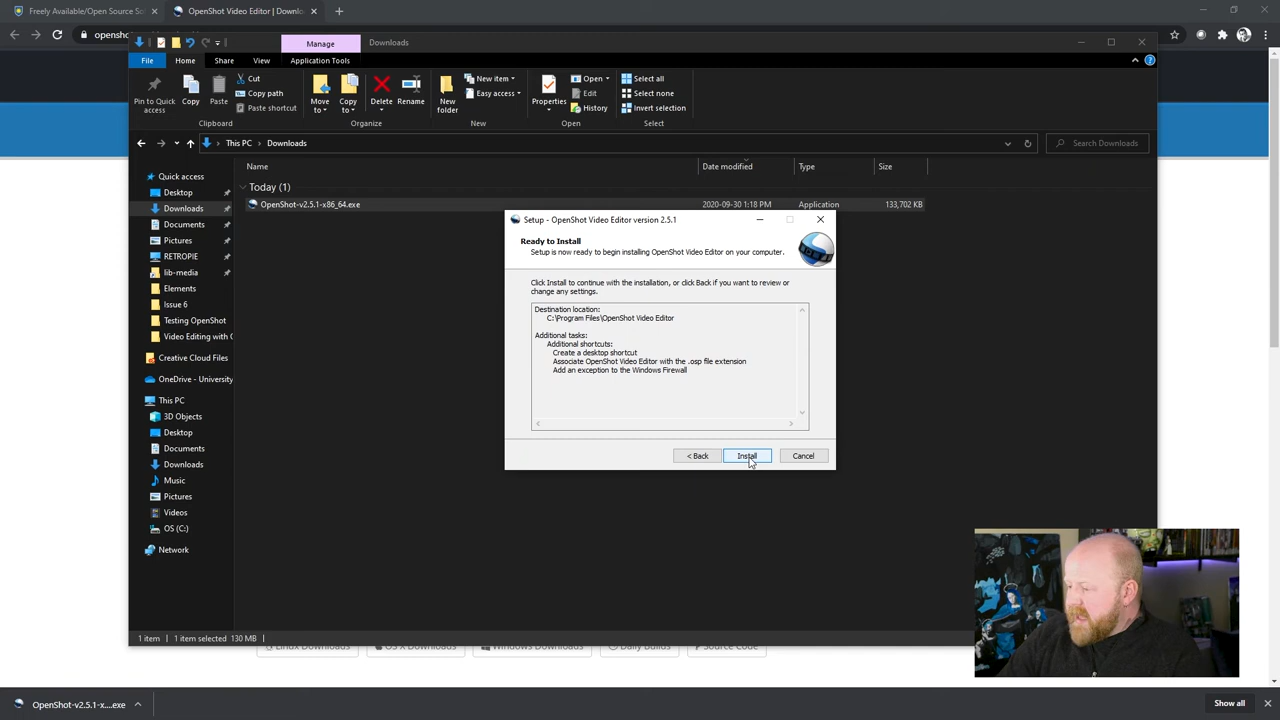 Freely Available/Open Source So
OpenShot Video Editor | Downloa
opensho
Manage
Downloads
File
Home
Share
View
Application Tools
Pin to Quick access
Copy
Paste
Cut
Copy path
Paste shortcut
Clipboard
Move to
Copy to
Delete
Rename
Organize
New folder
New item
Easy access
New
Properties
Open
Edit
History
Open
Select all
Select none
Invert selection
Select
This PC > Downloads
Search Downloads
Name
Date modified
Type
Size
Today (1)
OpenShot-v2.5.1-x86_64.exe
2020-09-30 1:18 PM
Application
133,702 KB
Quick access
Desktop
Downloads
Documents
Pictures
RETROPIE
lib-media
Elements
Issue 6
Testing OpenShot
Video Editing with O
Creative Cloud Files
OneDrive - University
This PC
3D Objects
Desktop
Documents
Downloads
Music
Pictures
Videos
OS (C:)
Network
Setup - OpenShot Video Editor version 2.5.1
Ready to Install
Setup is now ready to begin installing OpenShot Video Editor on your computer.
Click Install to continue with the installation, or click Back if you want to review or
change any settings.
Destination location:
C:\Program Files\OpenShot Video Editor
Additional tasks:
Additional shortcuts:
Create a desktop shortcut
Associate OpenShot Video Editor with the .osp file extension
Add an exception to the Windows Firewall
< Back
Install
Cancel
1 item
1 item selected 130 MB
Linux Downloads
OS X Downloads
Windows Downloads
Daily Builds
Source Code
OpenShot-v2.5.1-x....exe
Show all